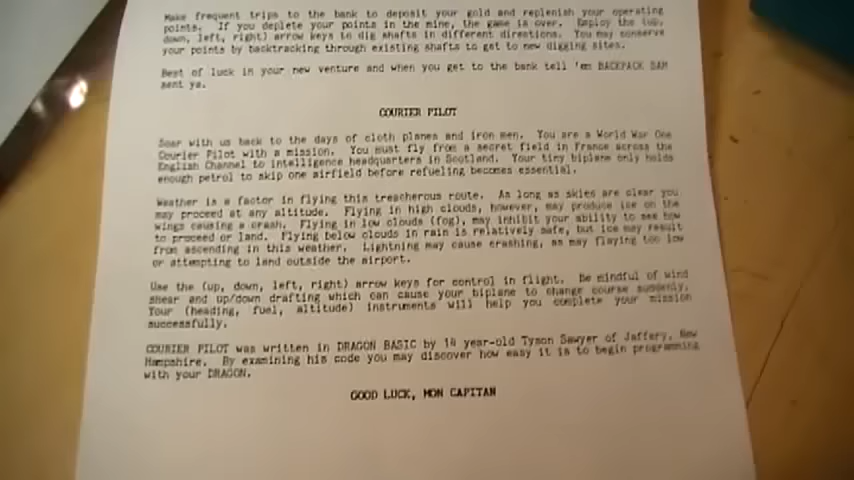 Make frequent trips to the bank to deposit your gold and replenish your operating
points. If you deplete your points in the mine, the game is over. Employ the (up,
down, left, right) arrow keys to dig shafts in different directions. You may conserve
your points by backtracking through existing shafts to get to new digging sites.
Best of luck in your new venture and when you get to the bank tell 'em BACKPACK SAM
sent ya.
COURIER PILOT
Soar with us back to the days of cloth planes and iron men. You are a World War One
Courier Pilot with a mission. You must fly from a secret field in France across the
English Channel to intelligence headquarters in Scotland. Your tiny biplane only holds
enough petrol to skip one airfield before refueling becomes essential.
Weather is a factor in flying this treacherous route. As long as skies are clear you
may proceed at any altitude. Flying in high clouds, however, may produce ice on the
wings causing a crash. Flying in low clouds (fog), may inhibit your ability to see how
to proceed or land. Flying below clouds in rain is relatively safe, but ice may result
from ascending in this weather. Lightning may cause crashing, as may flaying too low
or attempting to land outside the airport.
Use the (up, down, left, right) arrow keys for control in flight. Be mindful of wind
shear and up/down drafting which can cause your biplane to change course suddenly.
Your (heading, fuel, altitude) instruments will help you complete your mission
successfully.
COURIER PILOT was written in DRAGON BASIC by 14 year-old Tyson Sawyer of Jaffery, New
Hampshire. By examining his code you may discover how easy it is to begin programming
with your DRAGON.
GOOD LUCK, MON CAPITAN